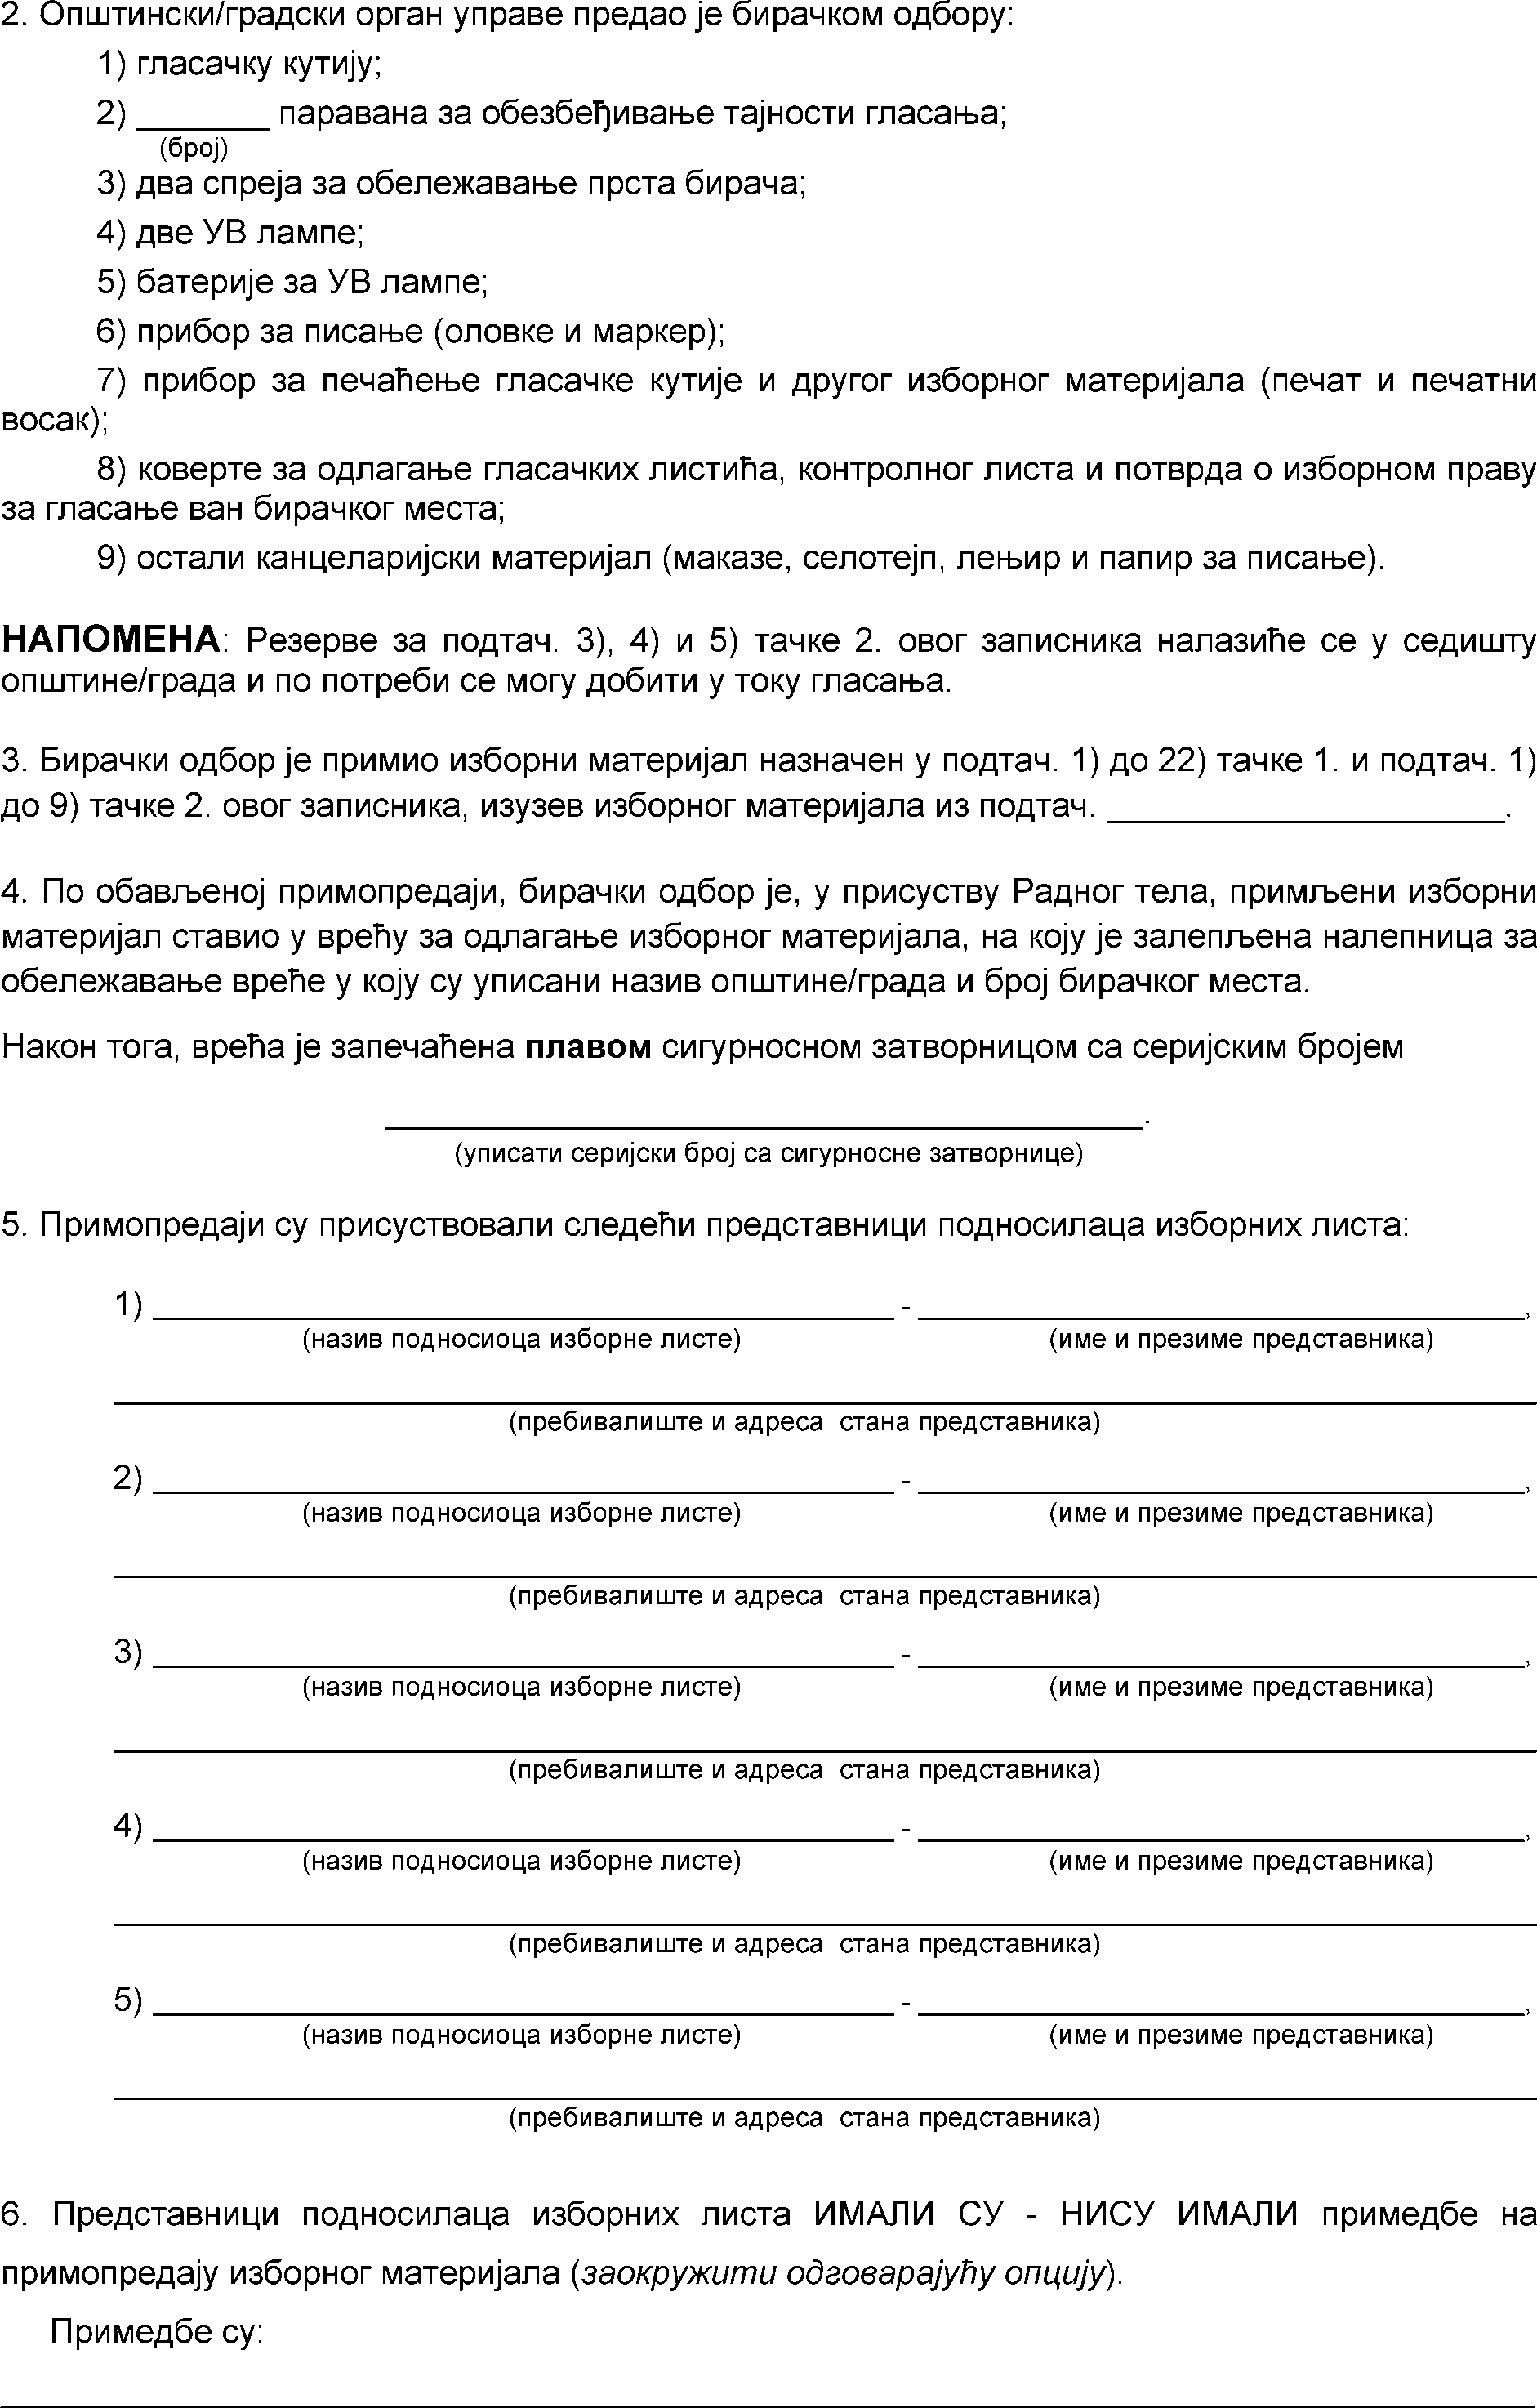 2. Општински/градски орган управе предао је бирачком одбору:
1) гласачку кутију;
2) _______ паравана за обезбеђивање тајности гласања;
(број)
3) два спреја за обележавање прста бирача;
4) две УВ лампе;
5) батерије за УВ лампе;
6) прибор за писање (оловке и маркер);
7) прибор за печаћење гласачке кутије и другог изборног материјала (печат и печатни
восак);
8) коверте за одлагање гласачких листића, контролног листа и потврда о изборном праву
за гласање ван бирачког места;
9) остали канцеларијски материјал (маказе, селотејп, лењир и папир за писање).
НАПОМЕНА: Резерве за подтач. 3), 4) и 5) тачке 2. овог записника налазиће се у седишту
општине/града и по потреби се могу добити у току гласања.
3. Бирачки одбор је примио изборни материјал назначен у подтач. 1) до 22) тачке 1. и подтач. 1)
до 9) тачке 2. овог записника, изузев изборног материјала из подтач. _____________________.
4. По обављеној примопредаји, бирачки одбор је, у присуству Радног тела, примљени изборни
материјал ставио у врећу за одлагање изборног материјала, на коју је залепљена налепница за
обележавање вреће у коју су уписани назив општине/града и број бирачког места.
Након тога, врећа је запечаћена плавом сигурносном затворницом са серијским бројем
________________________________________.
(уписати серијски број са сигурносне затворнице)
5. Примопредаји су присуствовали следећи представници подносилаца изборних листа:
1) _______________________________________ - ________________________________,
(назив подносиоца изборне листе) (име и презиме представника)
___________________________________________________________________________
(пребивалиште и адреса стана представника)
2) _______________________________________ - ________________________________,
(назив подносиоца изборне листе) (име и презиме представника)
___________________________________________________________________________
(пребивалиште и адреса стана представника)
3) _______________________________________ - ________________________________,
(назив подносиоца изборне листе) (име и презиме представника)
___________________________________________________________________________
(пребивалиште и адреса стана представника)
4) _______________________________________ - ________________________________,
(назив подносиоца изборне листе) (име и презиме представника)
___________________________________________________________________________
(пребивалиште и адреса стана представника)
5) _______________________________________ - ________________________________,
(назив подносиоца изборне листе) (име и презиме представника)
___________________________________________________________________________
(пребивалиште и адреса стана представника)
6. Представници подносилаца изборних листа ИМАЛИ СУ - НИСУ ИМАЛИ примедбе на
примопредају изборног материјала (заокружити одговарајућу опцију).
Примедбе су:
_________________________________________________________________________________